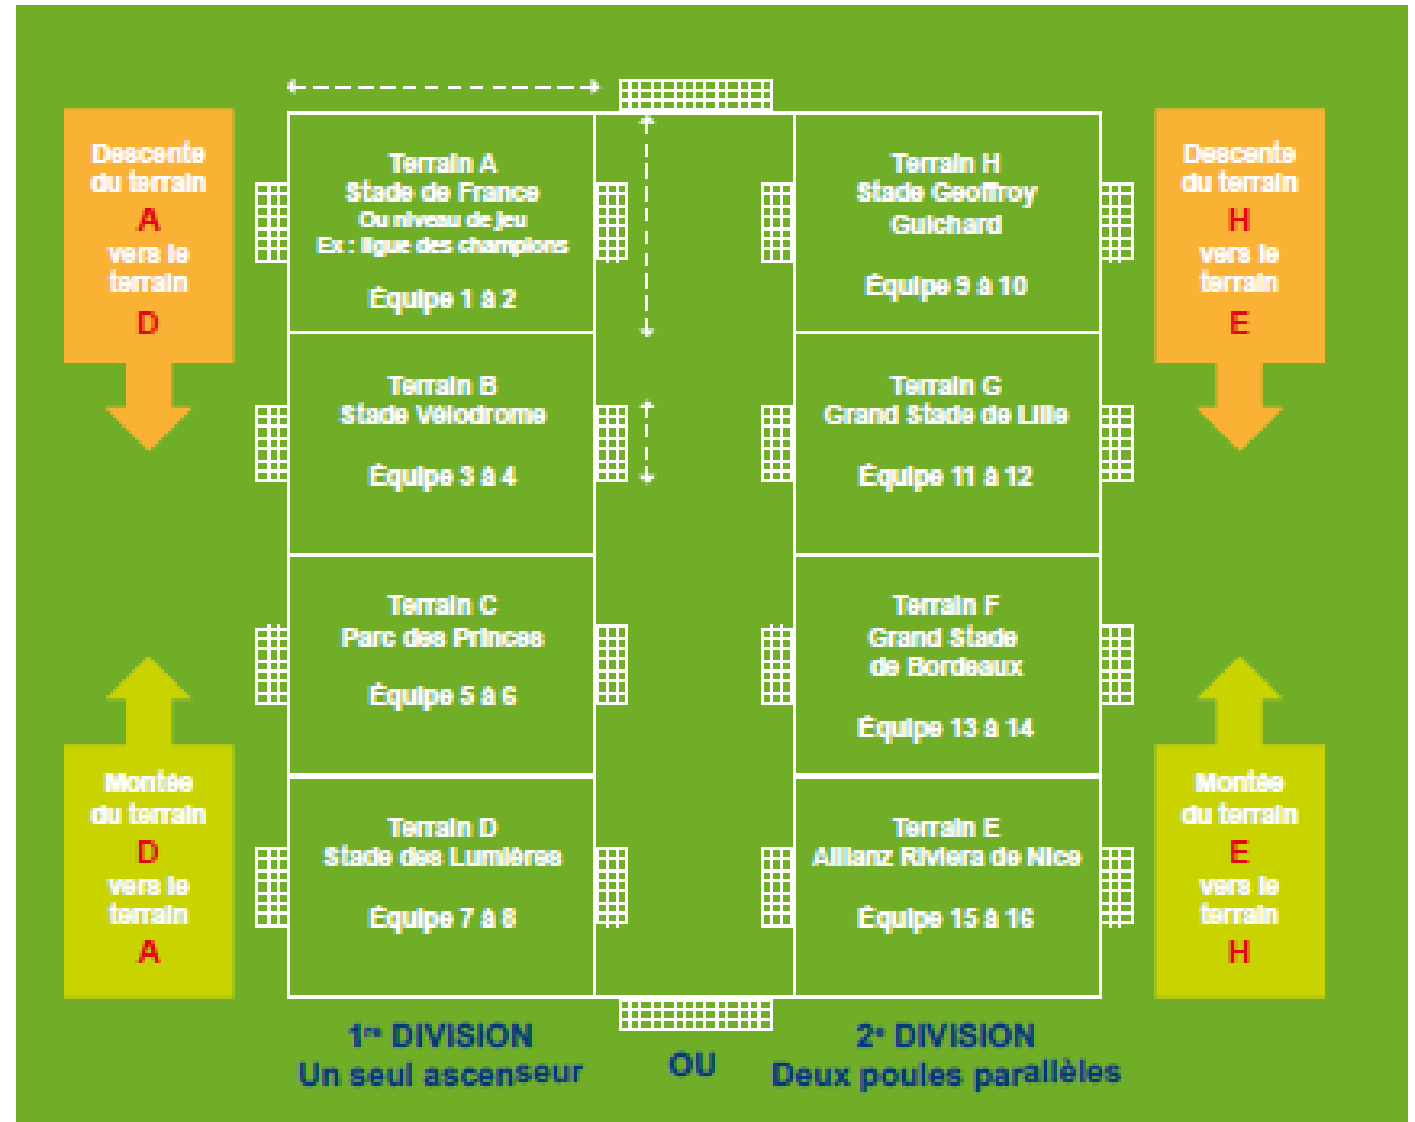 Descente
du terrain
A
vers le
terrain
D
Montée
du terrain
D
vers le
terrain
A
Terrain A
Stade de France
Ou niveau de jeu
Ex : ligue des champions
Équipe 1 à 2
Terrain B
Stade Vélodrome
Équipe 3 à 4
Terrain C
Parc des Princes
Équipe 5 à 6
Terrain D
Stade des Lumières
Équipe 7 à 8
Terrain H
Stade Geoffroy
Guichard
Équipe 9 à 10
Terrain G
Grand Stade de Lille
Équipe 11 à 12
Terrain F
Grand Stade
de Bordeaux
Équipe 13 à 14
Terrain E
Allianz Riviera de Nice
Équipe 15 à 16
Descente
du terrain
H
vers le
terrain
E
Montée
du terrain
E
vers le
terrain
H
1re DIVISION
Un seul ascenseur
OU
2e DIVISION
Deux poules parallèles